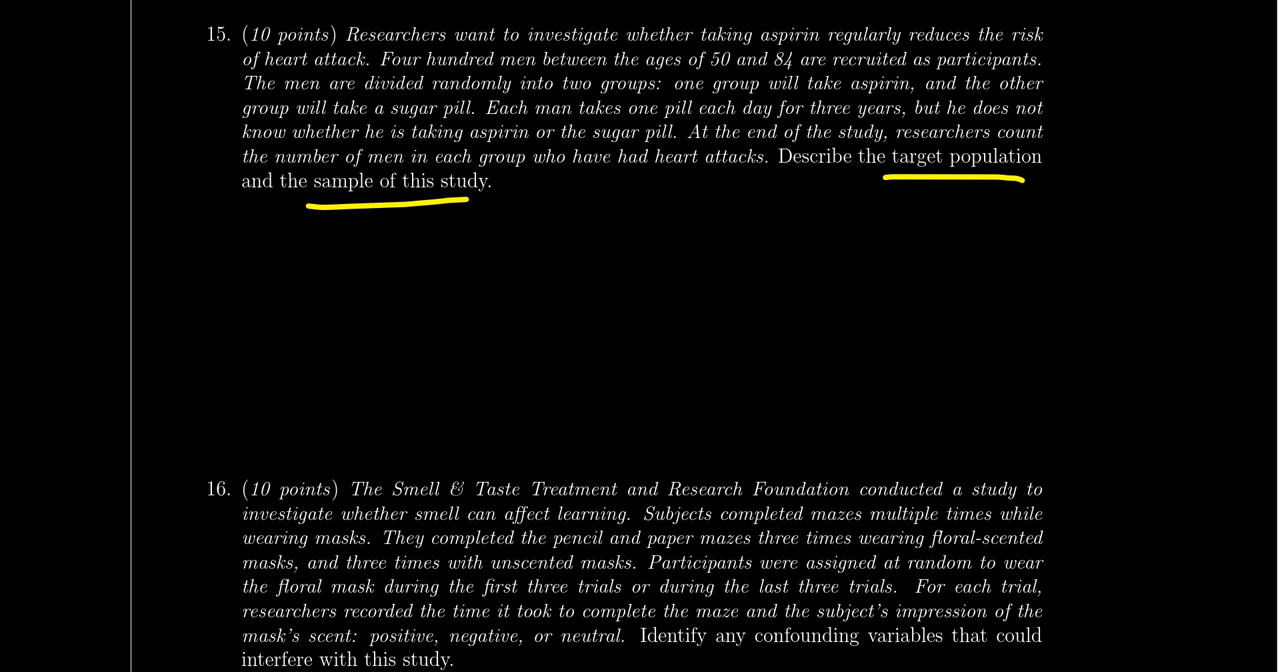 15. (10 points) Researchers want to investigate whether taking aspirin regularly reduces the risk
of heart attack. Four hundred men between the ages of 50 and 84 are recruited as participants.
The men are divided randomly into two groups: one group will take aspirin, and the other
group will take a sugar pill. Each man takes one pill each day for three years, but he does not
know whether he is taking aspirin or the sugar pill. At the end of the study, researchers count
the number of men in each group who have had heart attacks. Describe the target population
and the sample of this study.
16. (10 points) The Smell & Taste Treatment and Research Foundation conducted a study to
investigate whether smell can affect learning. Subjects completed mazes multiple times while
wearing masks. They completed the pencil and paper mazes three times wearing floral-scented
masks, and three times with unscented masks. Participants were assigned at random to wear
the floral mask during the first three trials or during the last three trials. For each trial,
researchers recorded the time it took to complete the maze and the subject's impression of the
mask's scent: positive, negative, or neutral. Identify any confounding variables that could
interfere with this study.